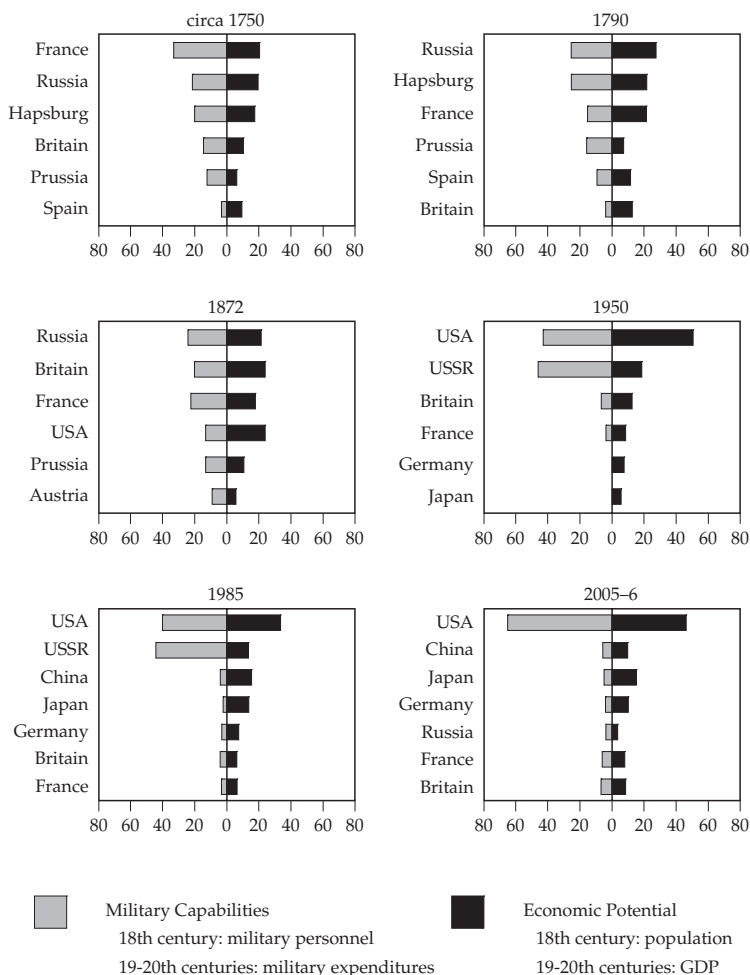 circa 1750
France
Russia
Hapsburg
Britain
Prussia
Spain
80 60 40 20 0 20 40 60 80
1790
Russia
Hapsburg
France
Prussia
Spain
Britain
80 60 40 20 0 20 40 60 80
1872
Russia
Britain
France
USA
Prussia
Austria
80 60 40 20 0 20 40 60 80
1950
USA
USSR
Britain
France
Germany
Japan
80 60 40 20 0 20 40 60 80
1985
USA
USSR
China
Japan
Germany
Britain
France
80 60 40 20 0 20 40 60 80
2005–6
USA
China
Japan
Germany
Russia
France
Britain
80 60 40 20 0 20 40 60 80
Military Capabilities
18th century: military personnel
19-20th centuries: military expenditures
Economic Potential
18th century: population
19-20th centuries: GDP